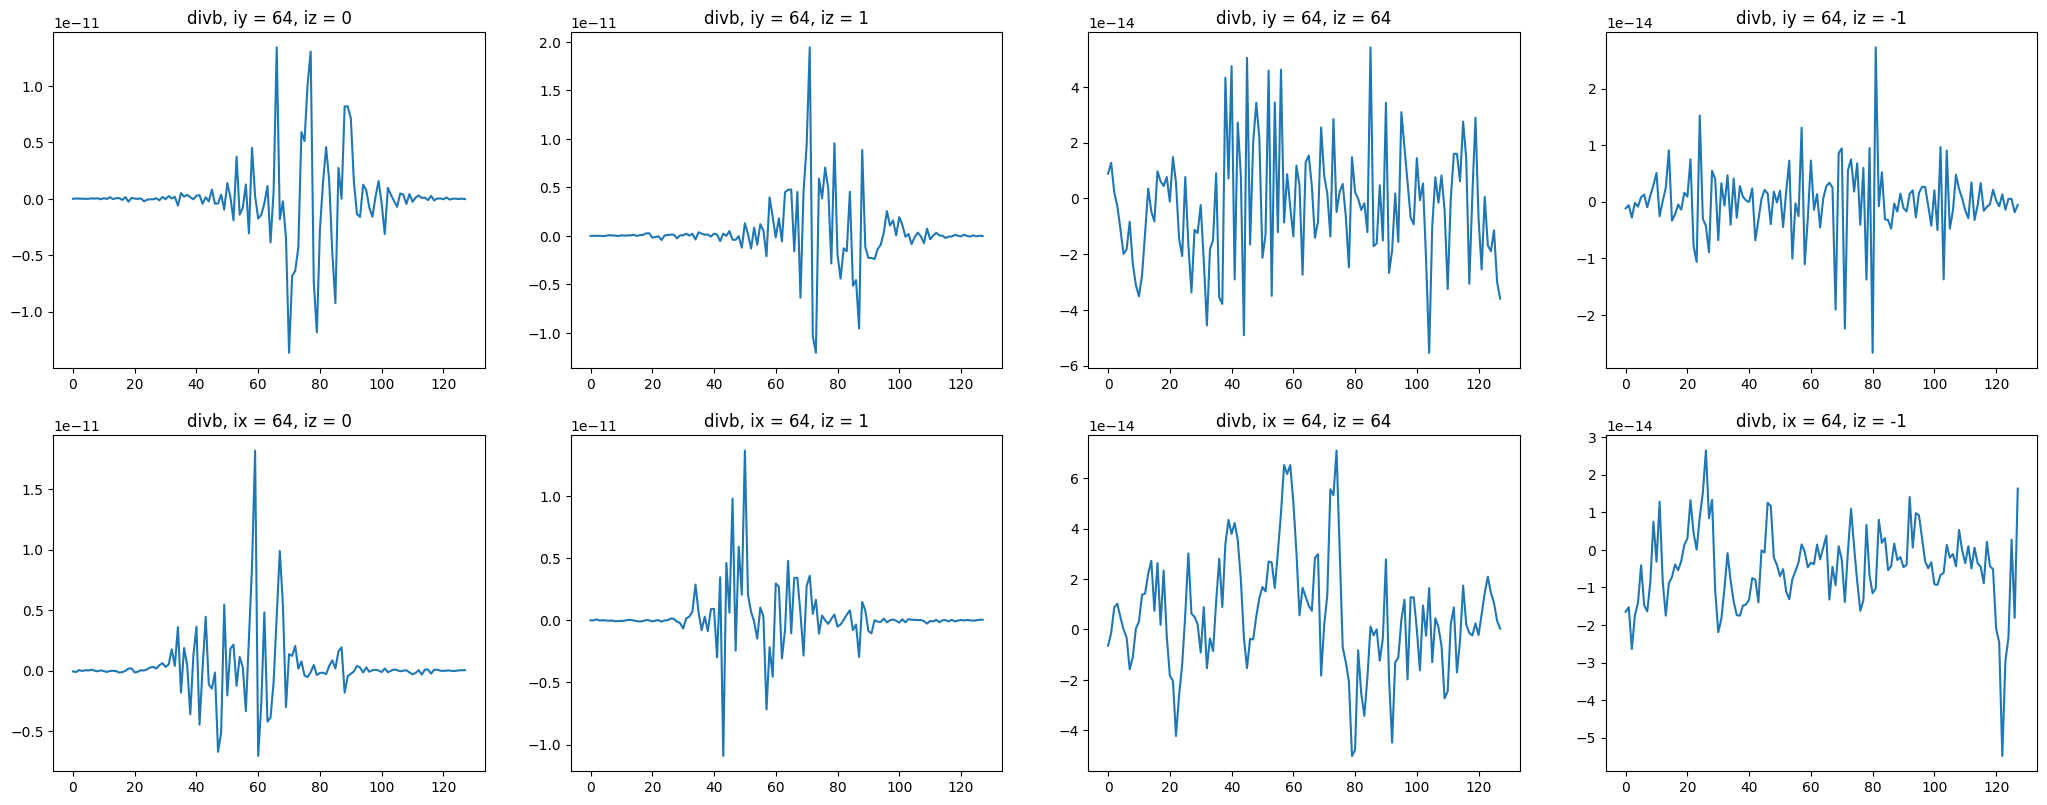 divb, iy = 64, iz = 0
1e−11
1.0
0.5
0.0
−0.5
−1.0
0 20 40 60 80 100 120
divb, iy = 64, iz = 1
1e−11
2.0
1.5
1.0
0.5
0.0
−0.5
−1.0
0 20 40 60 80 100 120
divb, iy = 64, iz = 64
1e−14
4
2
0
−2
−4
−6
0 20 40 60 80 100 120
divb, iy = 64, iz = -1
1e−14
2
1
0
−1
−2
0 20 40 60 80 100 120
divb, ix = 64, iz = 0
1e−11
1.5
1.0
0.5
0.0
−0.5
0 20 40 60 80 100 120
divb, ix = 64, iz = 1
1e−11
1.0
0.5
0.0
−0.5
−1.0
0 20 40 60 80 100 120
divb, ix = 64, iz = 64
1e−14
6
4
2
0
−2
−4
0 20 40 60 80 100 120
divb, ix = 64, iz = -1
1e−14
3
2
1
0
−1
−2
−3
−4
−5
0 20 40 60 80 100 120